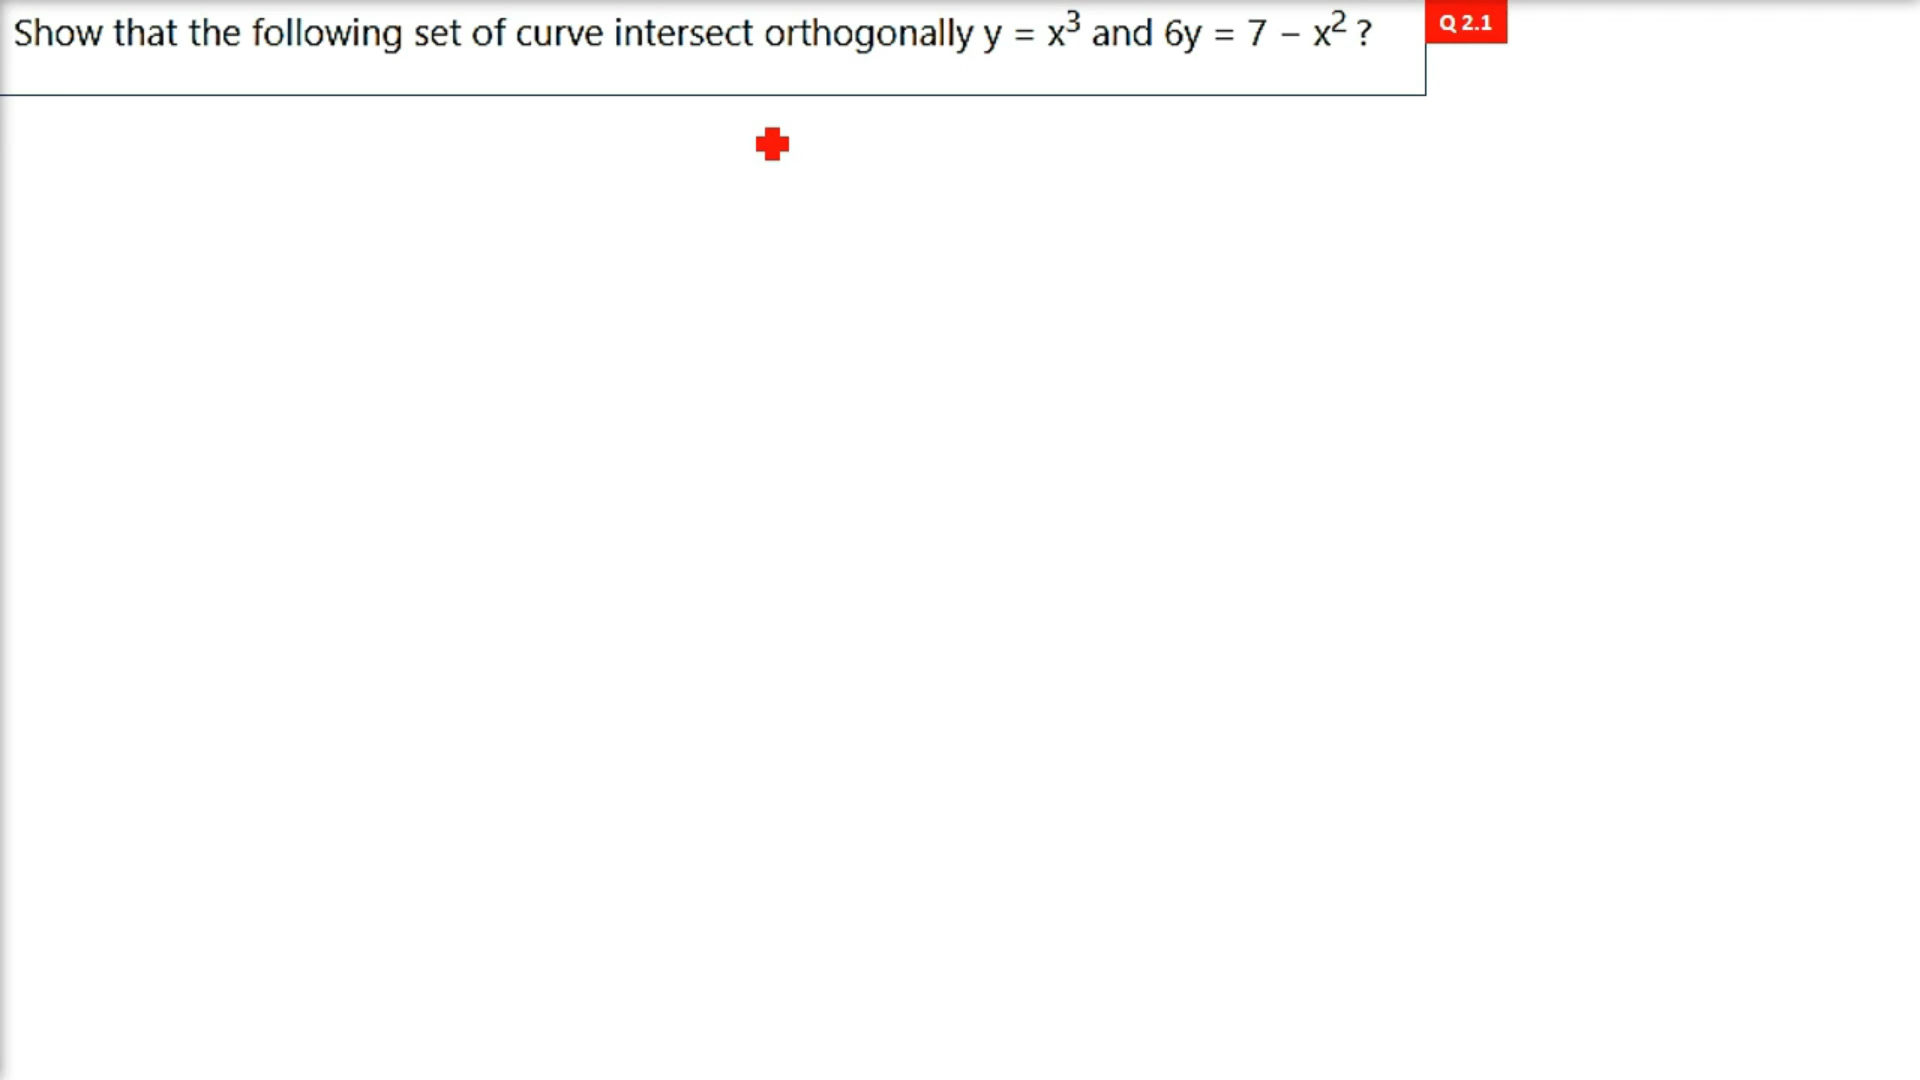 Show that the following set of curve intersect orthogonally y = x³ and 6y = 7 – x² ?
Q 2.1